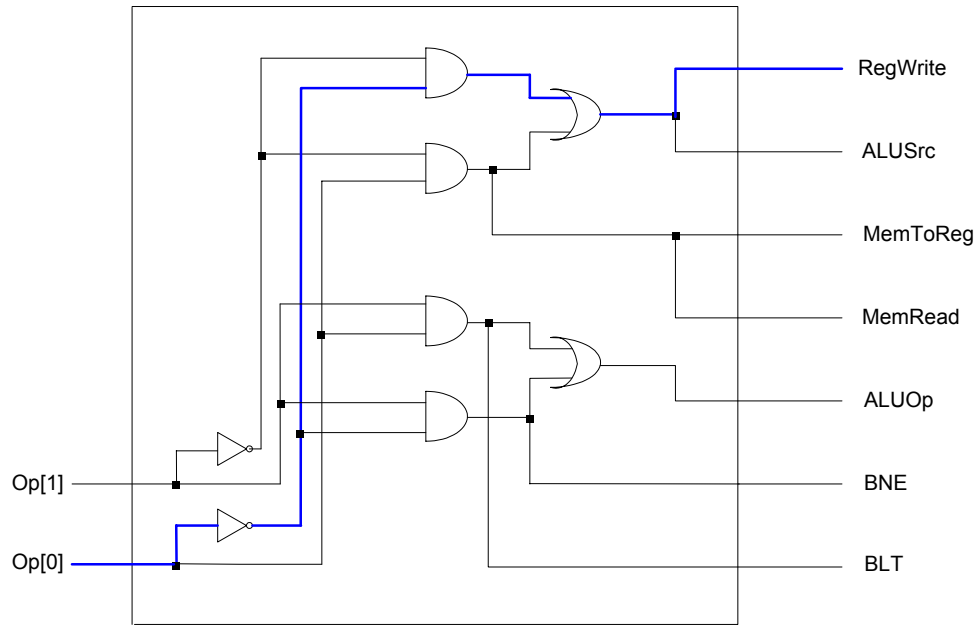 RegWrite
ALUSrc
MemToReg
MemRead
ALUOp
Op[1]
BNE
Op[0]
BLT